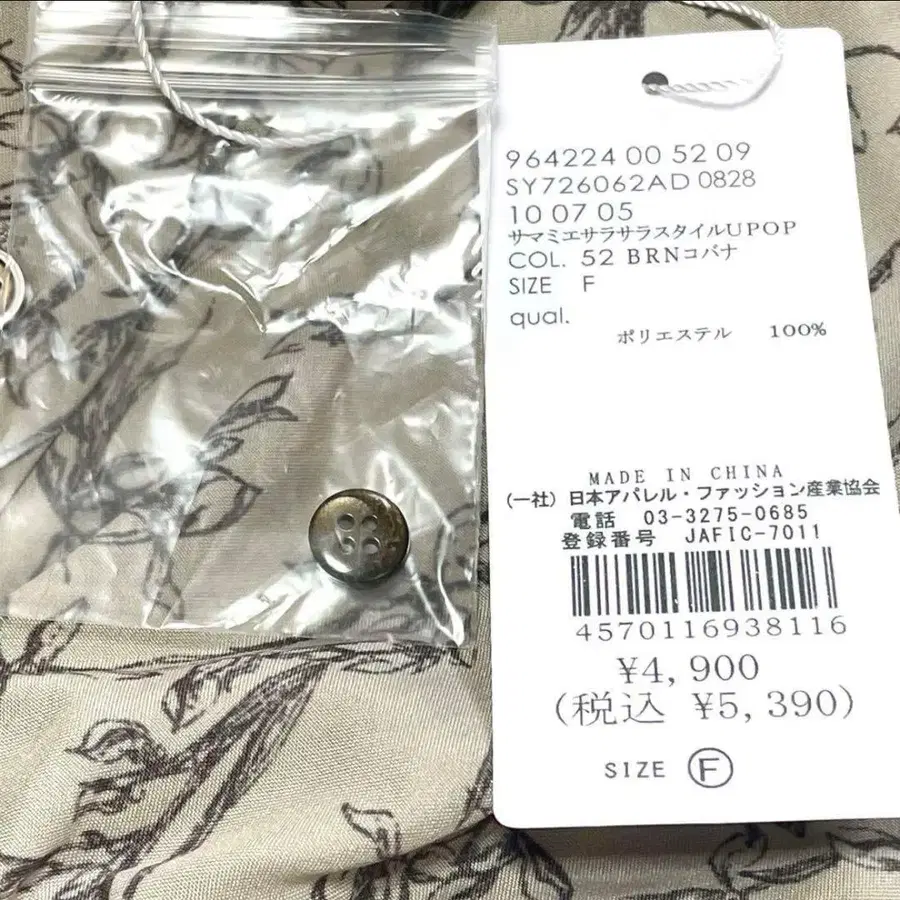 964224 00 52 09
SY726062AD 0828
10 07 05
サマミエサラサラスタイルUPOP
COL. 52 BRNコバナ
SIZE F
qual.
ポリエステル 100%
MADE IN CHINA
(一社) 日本アパレル・ファッション産業協会
電話 03-3275-0685
登録番号 JAFIC-7011
4570116938116
¥4,900
(税込 ¥5,390)
SIZE F